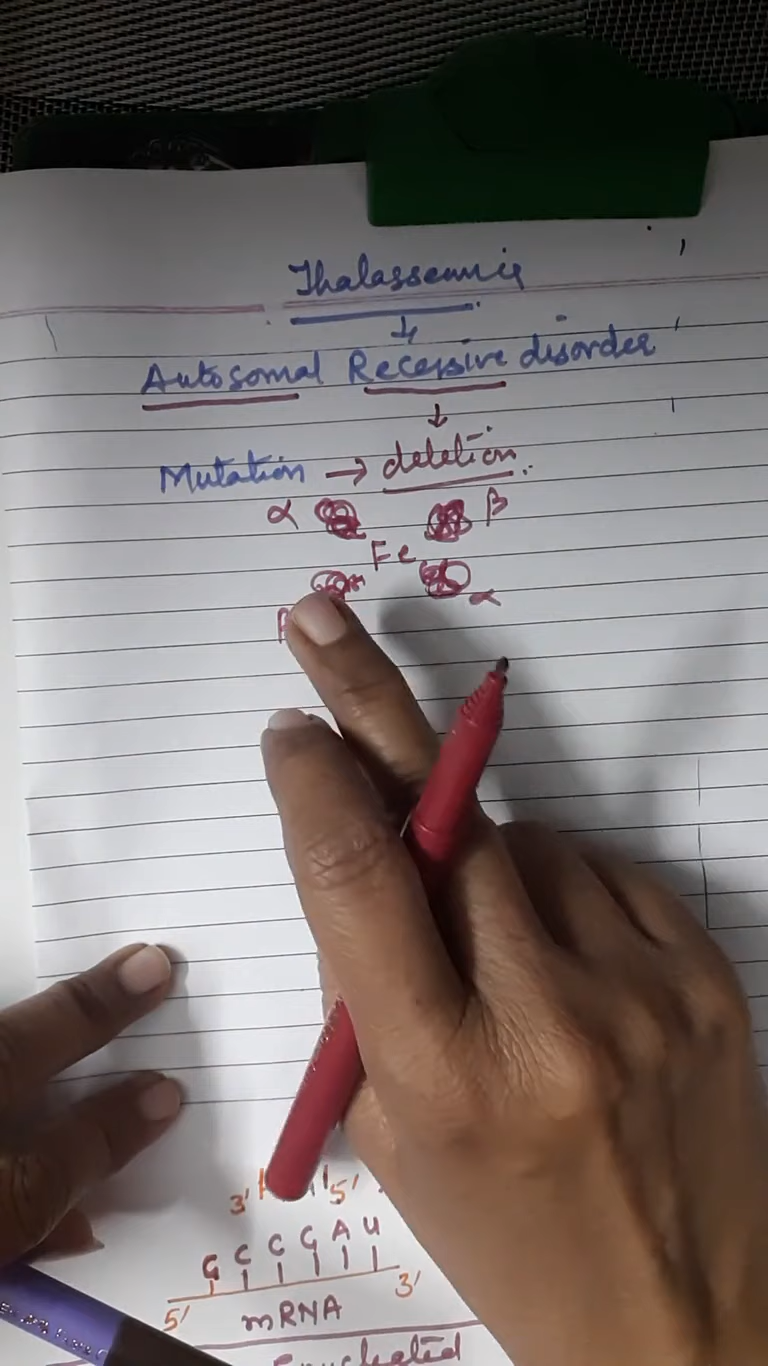 Thalassemia
↓
Autosomal Recessive disorder
↓
Mutation → deletion
α β
Fe
α
3' 5'
G C C G A U
5' 3'
mRNA